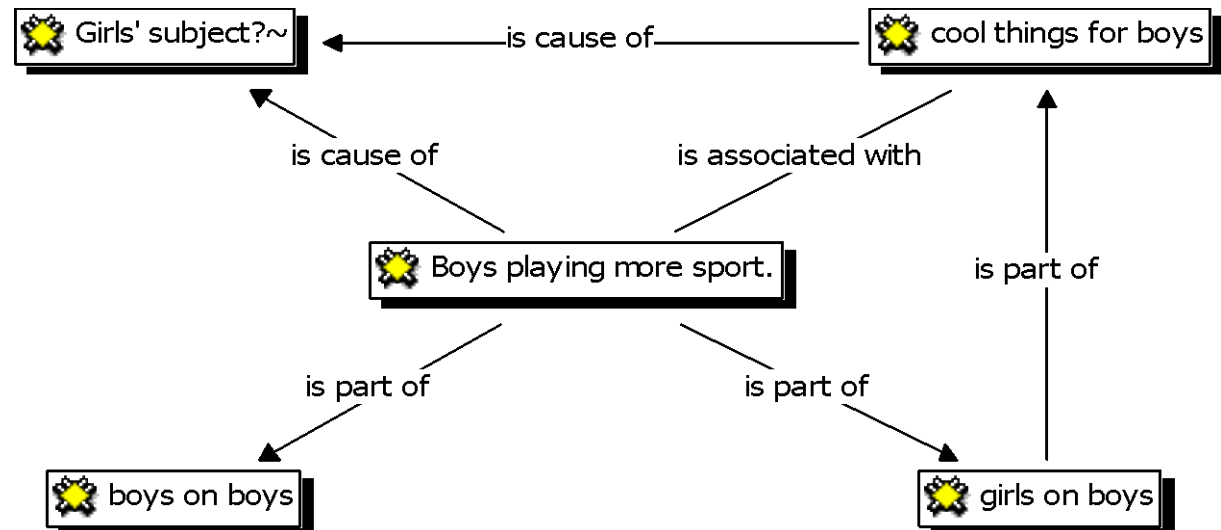 Girls' subject?~
is cause of
cool things for boys
is cause of
is associated with
Boys playing more sport.
is part of
is part of
is part of
boys on boys
girls on boys